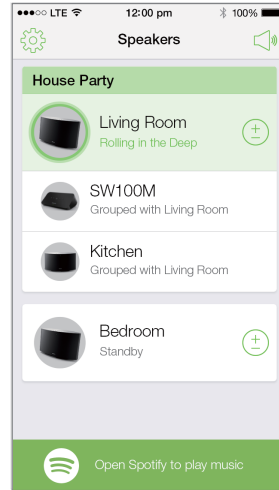 LTE 12:00 pm 100%
Speakers
House Party
Living Room
Rolling in the Deep
SW100M
Grouped with Living Room
Kitchen
Grouped with Living Room
Bedroom
Standby
Open Spotify to play music